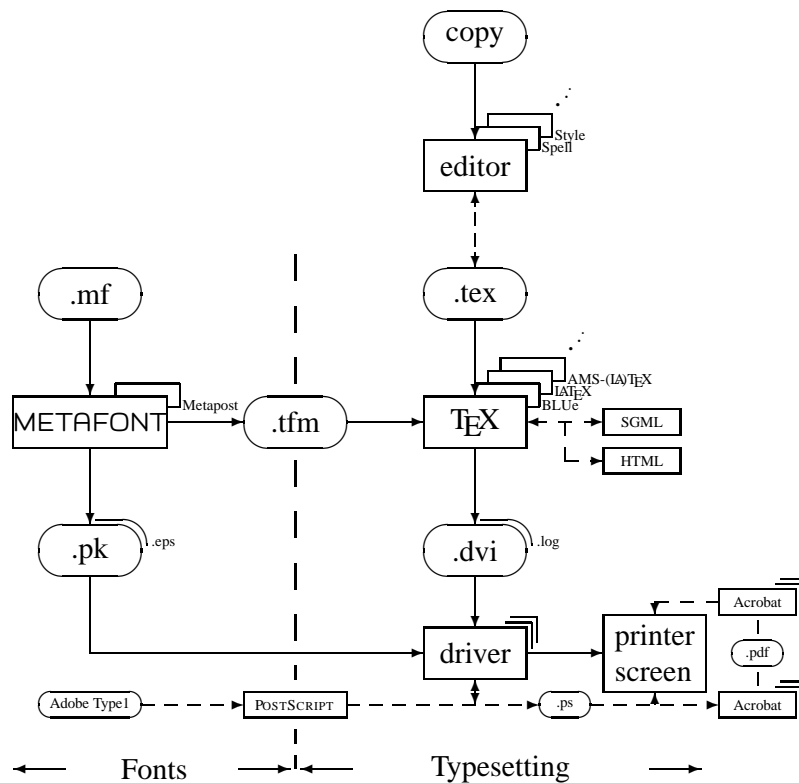 copy
Style
Spell
editor
.mf
.tex
AMS-(LA)TEX
LATEX
BLUe
Metapost
METAFONT
.tfm
TEX
SGML
HTML
.pk
.eps
.dvi
.log
Acrobat
printer
screen
driver
.pdf
Adobe Type1
POSTSCRIPT
.ps
Acrobat
Fonts
Typesetting